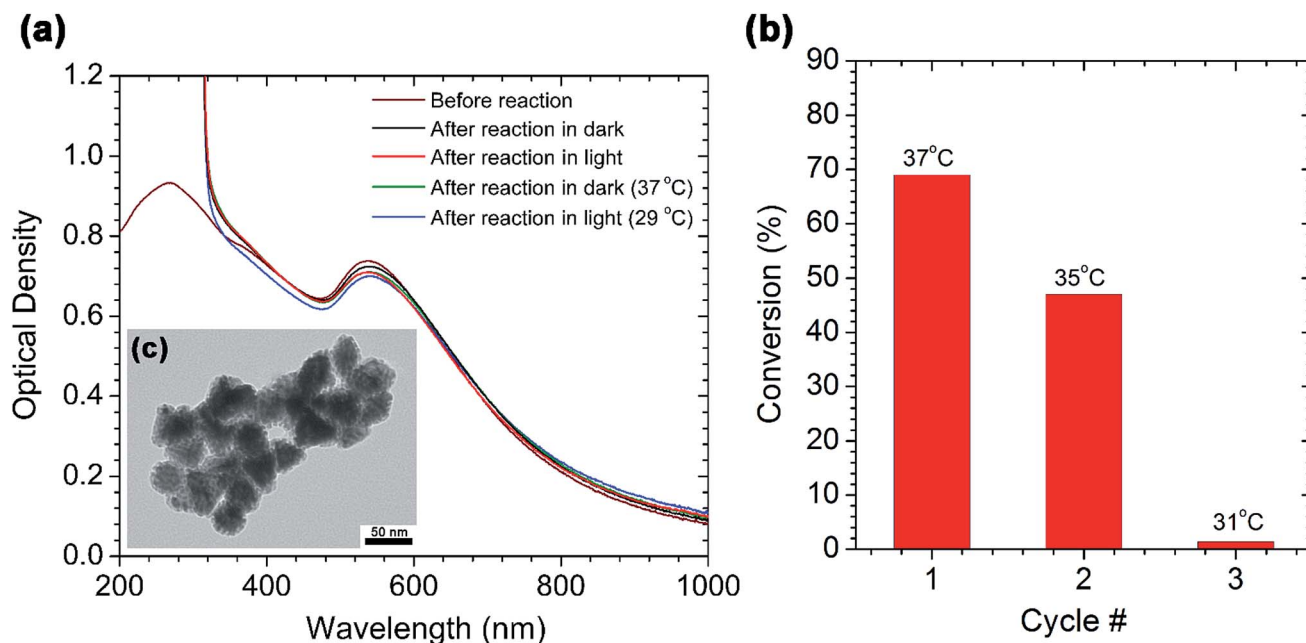 (a)
1.2
1.0
0.8
0.6
0.4
0.2
0.0
Optical Density
Before reaction
After reaction in dark
After reaction in light
After reaction in dark (37 °C)
After reaction in light (29 °C)
(c)
50 nm
200
400
600
800
1000
Wavelength (nm)
(b)
90
80
70
60
50
40
30
20
10
0
Conversion (%)
37°C
35°C
31°C
1
2
3
Cycle #